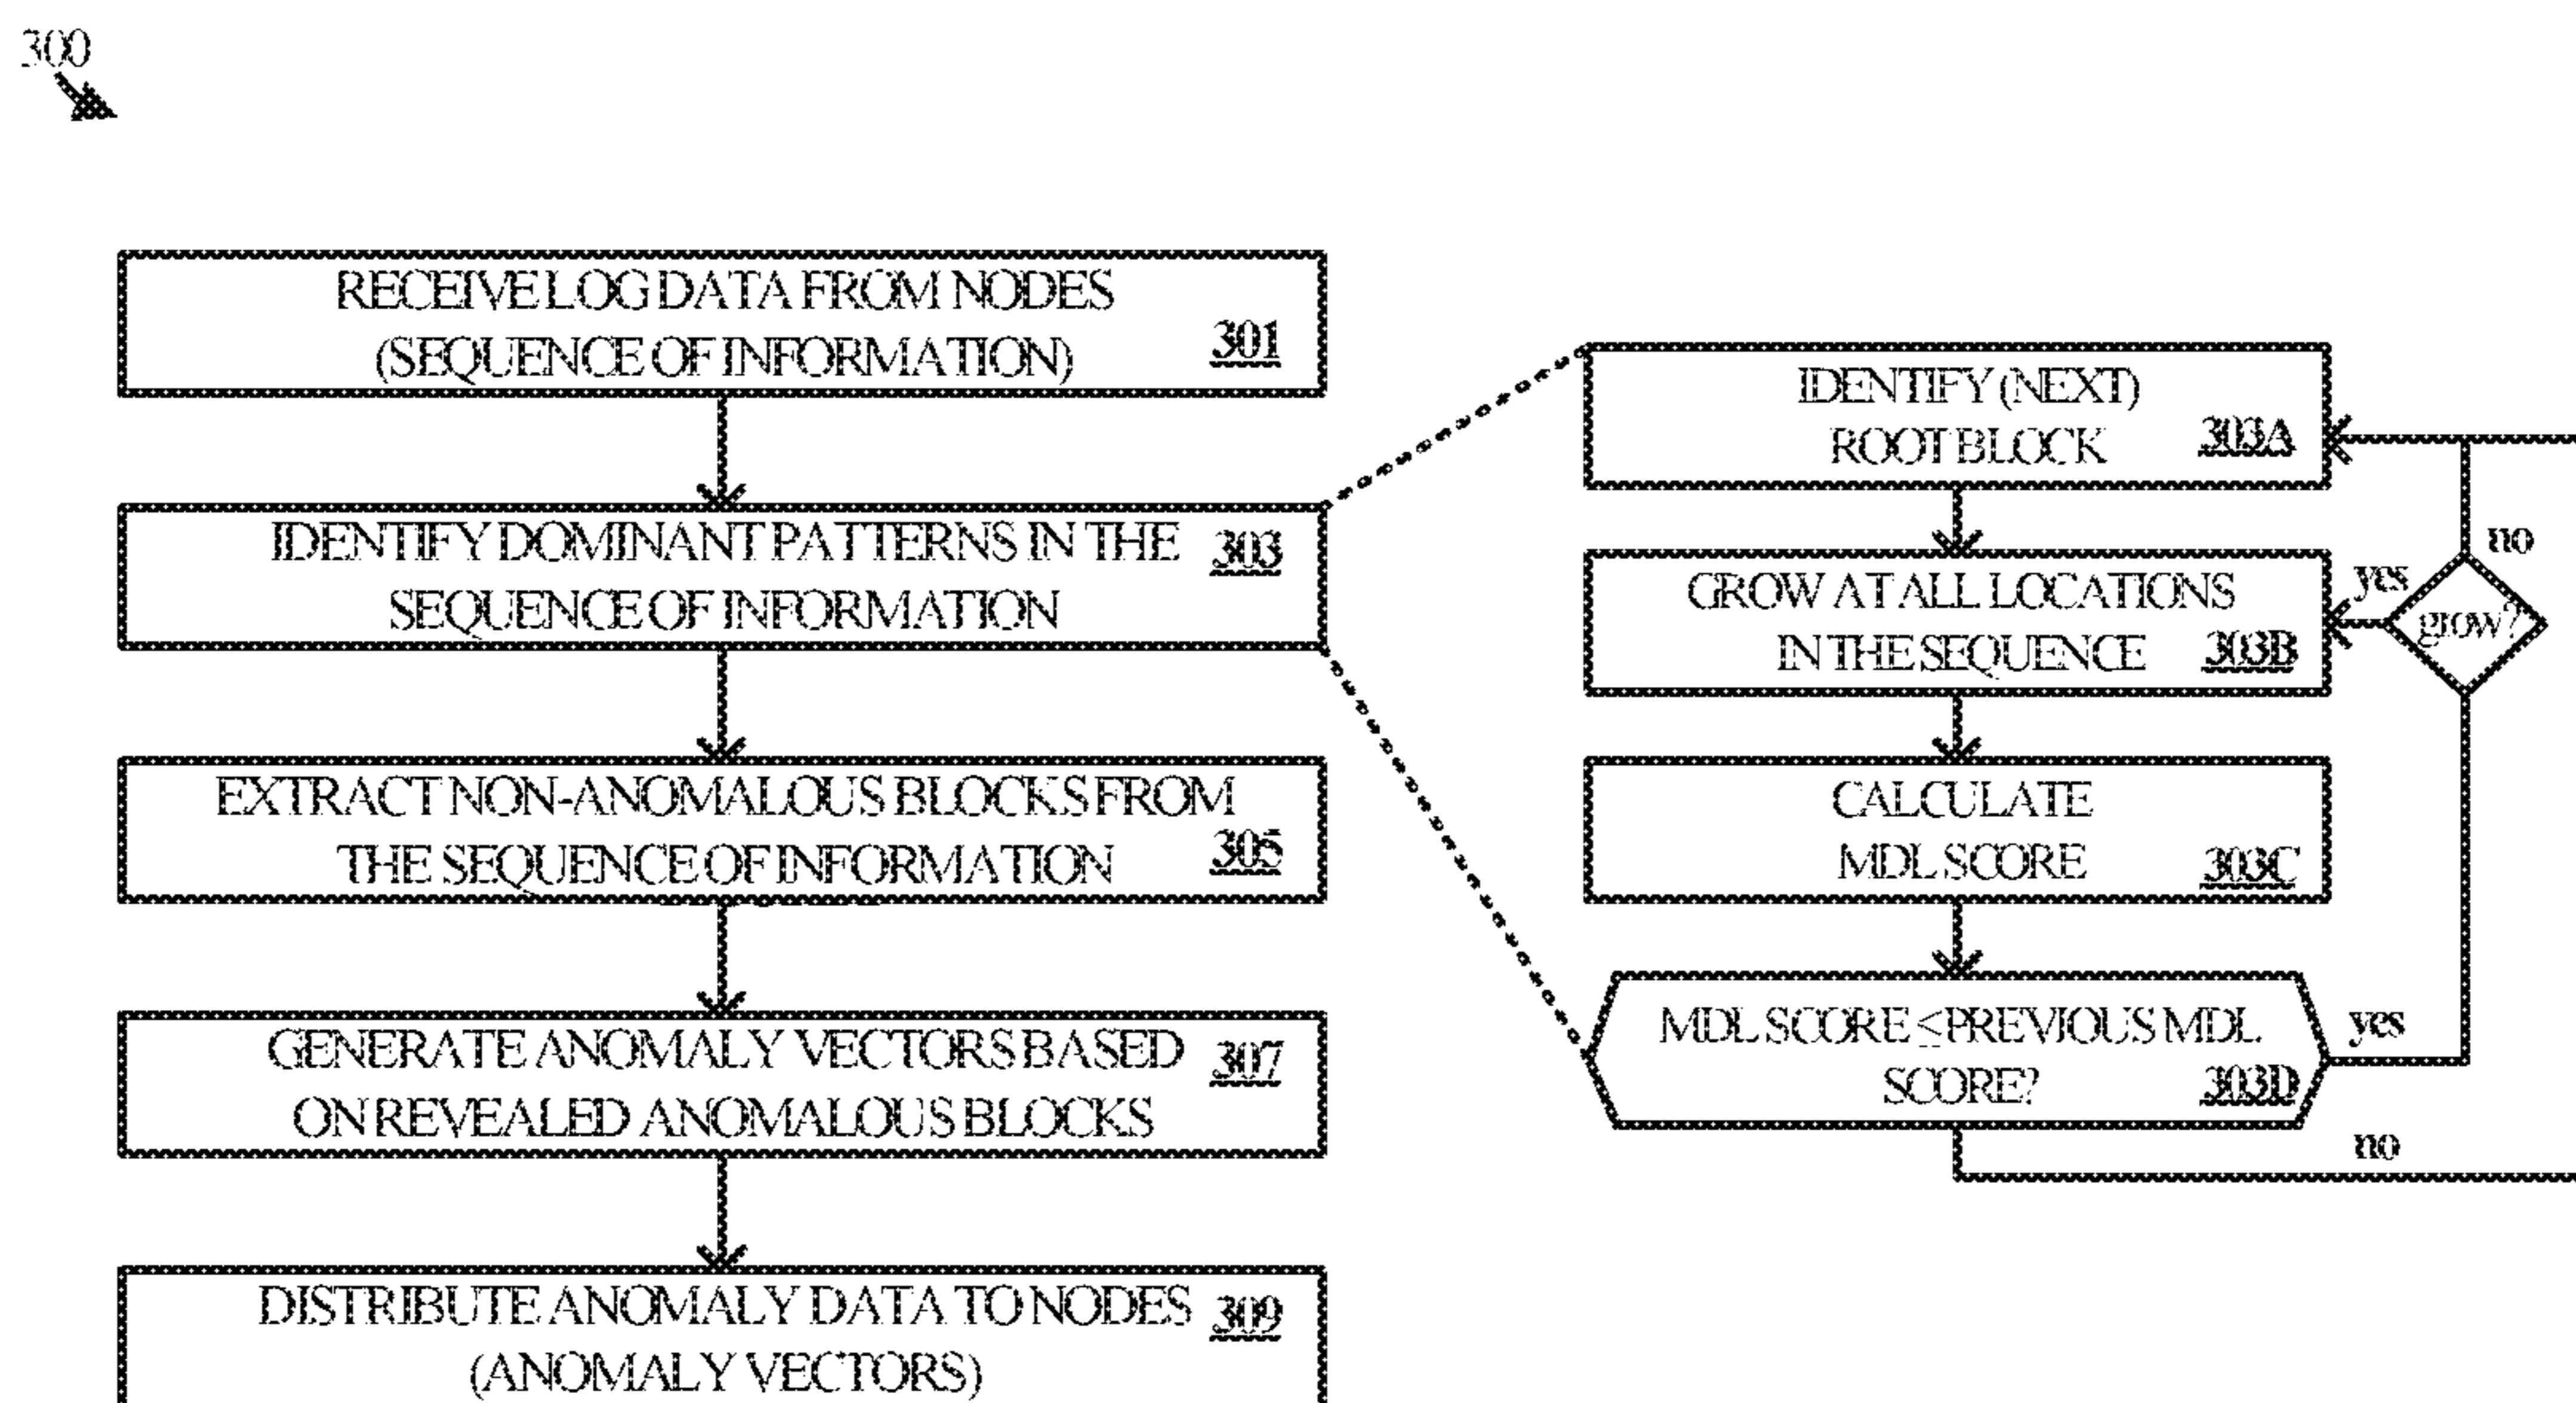 300
RECEIVE LOG DATA FROM NODES
(SEQUENCE OF INFORMATION)
301
IDENTIFY DOMINANT PATTERNS IN THE
SEQUENCE OF INFORMATION
303
EXTRACT NON-ANOMALOUS BLOCKS FROM
THE SEQUENCE OF INFORMATION
305
GENERATE ANOMALY VECTORS BASED
ON REVEALED ANOMALOUS BLOCKS
307
DISTRIBUTE ANOMALY DATA TO NODES
(ANOMALY VECTORS)
309
IDENTIFY (NEXT)
ROOT BLOCK
303A
GROW AT ALL LOCATIONS
IN THE SEQUENCE
303B
CALCULATE
MDL SCORE
303C
MDL SCORE ≤ PREVIOUS MDL
SCORE?
303D
no
yes
grow?
yes
no